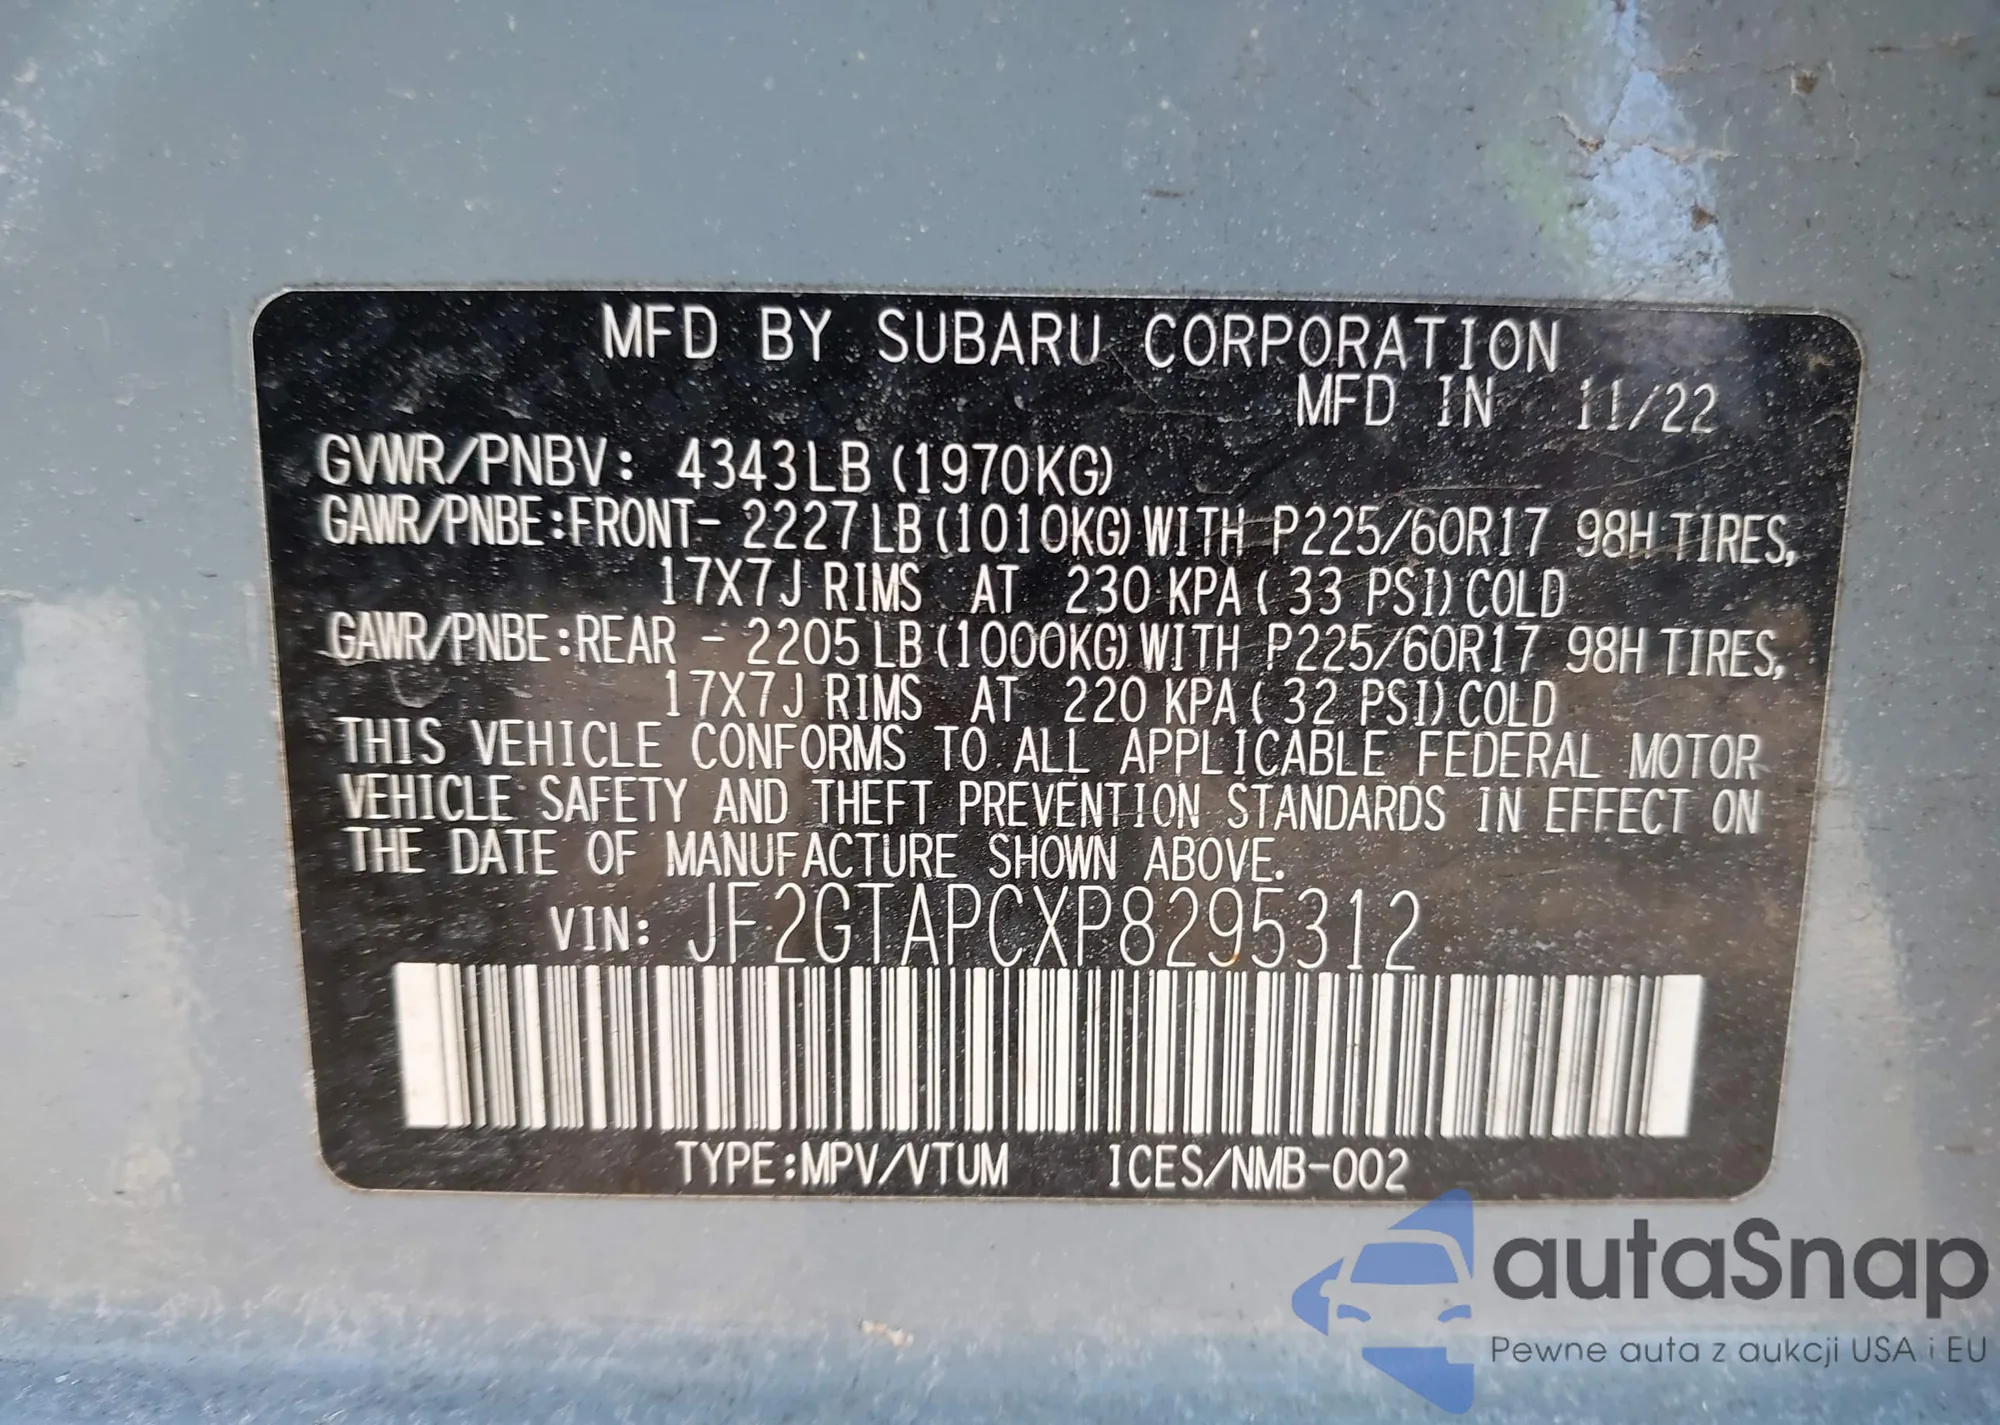 MFD BY SUBARU CORPORATION
MFD IN 11/22
GVWR/PNBV: 4343LB (1970KG)
GAWR/PNBE:FRONT- 2227 LB (1010KG) WITH P225/60R17 98H TIRES,
17X7J RIMS AT 230 KPA ( 33 PSI) COLD
GAWR/PNBE:REAR - 2205 LB (1000KG) WITH P225/60R17 98H TIRES,
17X7J RIMS AT 220 KPA ( 32 PSI) COLD
THIS VEHICLE CONFORMS TO ALL APPLICABLE FEDERAL MOTOR
VEHICLE SAFETY AND THEFT PREVENTION STANDARDS IN EFFECT ON
THE DATE OF MANUFACTURE SHOWN ABOVE.
VIN: JF2GTAPCXP8295312
TYPE:MPV/VTUM ICES/NMB-002
autaSnap
Pewne auta z aukcji USA i EU